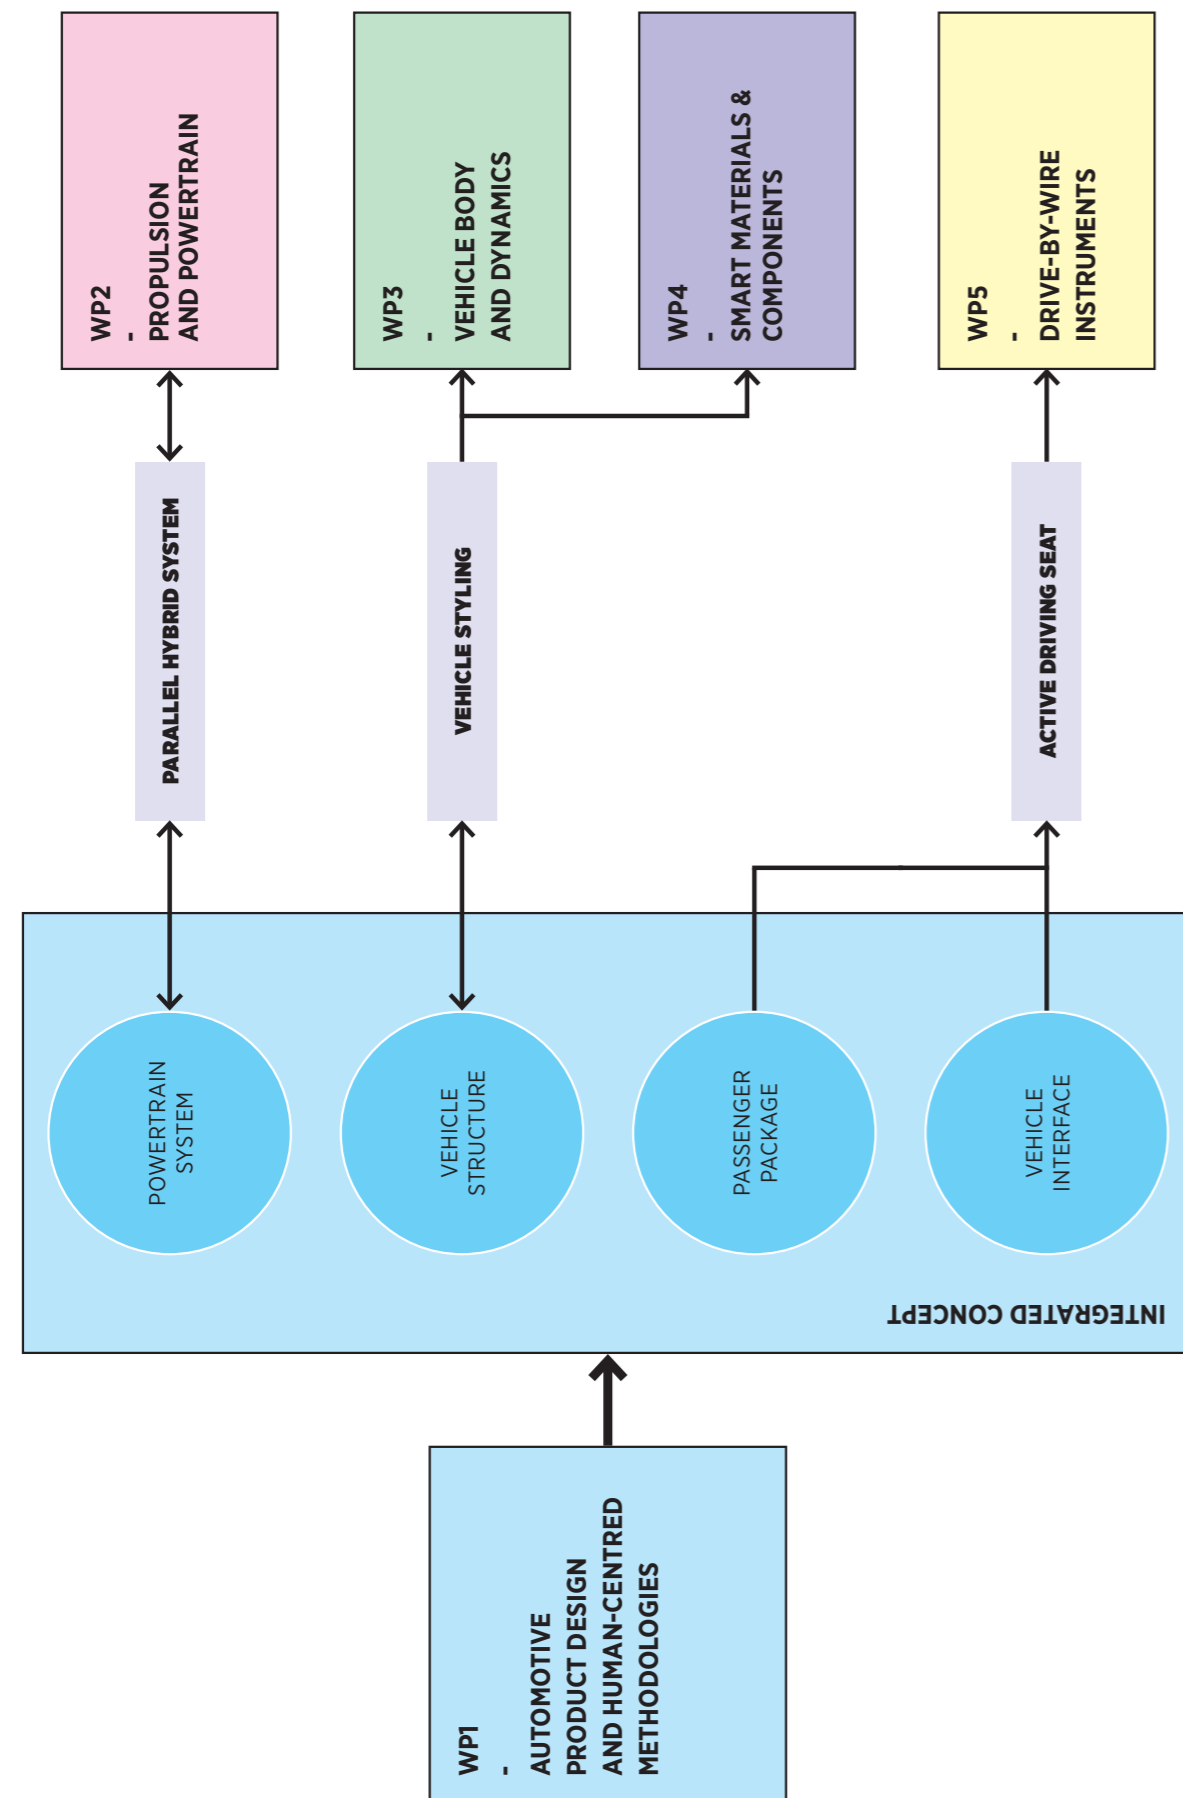 WP1
-
AUTOMOTIVE
PRODUCT DESIGN
AND HUMAN-CENTRED
METHODOLOGIES
INTEGRATED CONCEPT
POWERTRAIN
SYSTEM
VEHICLE
STRUCTURE
PASSENGER
PACKAGE
VEHICLE
INTERFACE
PARALLEL HYBRID SYSTEM
VEHICLE STYLING
ACTIVE DRIVING SEAT
WP2
-
PROPULSION
AND POWERTRAIN
WP3
-
VEHICLE BODY
AND DYNAMICS
WP4
-
SMART MATERIALS &
COMPONENTS
WP5
-
DRIVE-BY-WIRE
INSTRUMENTS